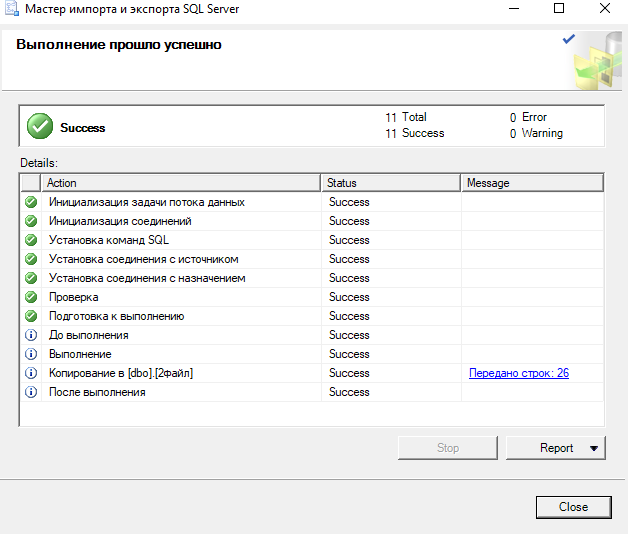 Мастер импорта и экспорта SQL Server
Выполнение прошло успешно
Success
11 Total
0 Error
11 Success
0 Warning
Details:
Action Status Message
Инициализация задачи потока данных Success
Инициализация соединений Success
Установка команд SQL Success
Установка соединения с источником Success
Установка соединения с назначением Success
Проверка Success
Подготовка к выполнению Success
До выполнения Success
Выполнение Success
Копирование в [dbo].[2файл] Success Передано строк: 26
После выполнения Success
Stop Report
Close